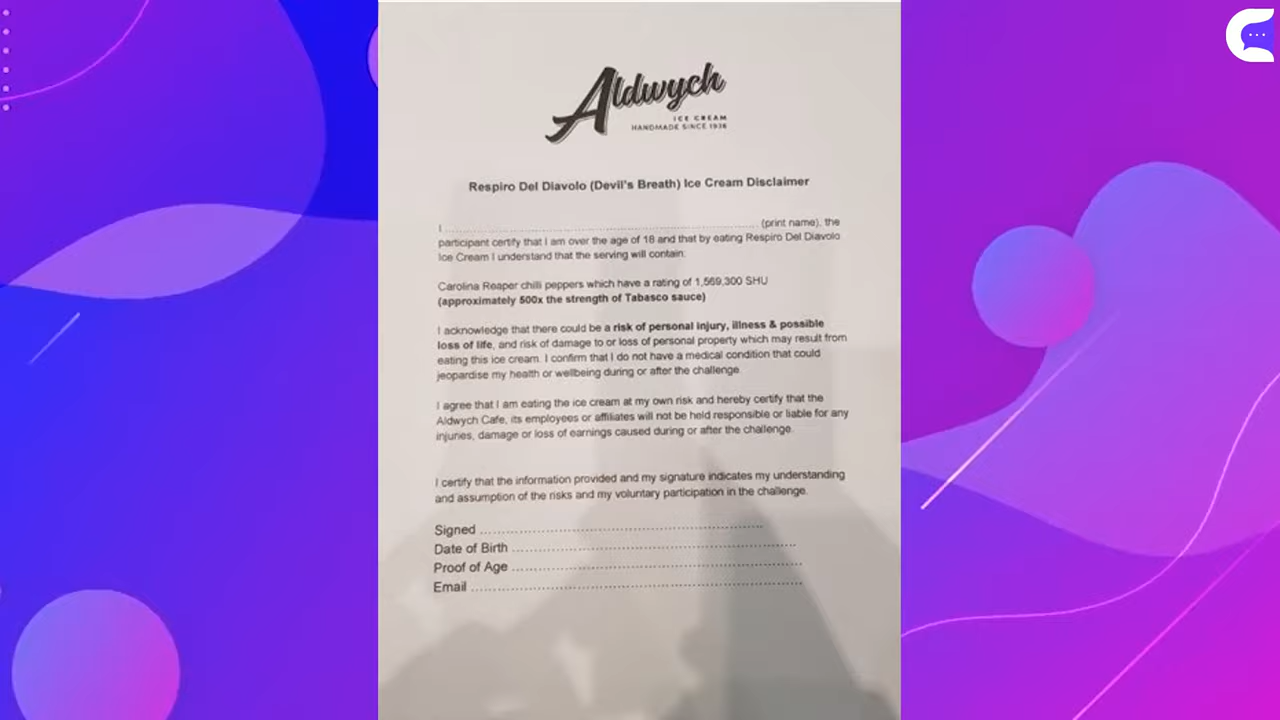 Aldwych
ICE CREAM
HANDMADE SINCE 1936
Respiro Del Diavolo (Devil's Breath) Ice Cream Disclaimer
I ........................................................................................ (print name), the
participant certify that I am over the age of 18 and that by eating Respiro Del Diavolo
Ice Cream I understand that the serving will contain:
Carolina Reaper chilli peppers which have a rating of 1,569,300 SHU
(approximately 500x the strength of Tabasco sauce)
I acknowledge that there could be a risk of personal injury, illness & possible
loss of life, and risk of damage to or loss of personal property which may result from
eating this ice cream. I confirm that I do not have a medical condition that could
jeopardise my health or wellbeing during or after the challenge.
I agree that I am eating the ice cream at my own risk and hereby certify that the
Aldwych Cafe, its employees or affiliates will not be held responsible or liable for any
injuries, damage or loss of earnings caused during or after the challenge.
I certify that the information provided and my signature indicates my understanding
and assumption of the risks and my voluntary participation in the challenge.
Signed ......................................................................
Date of Birth ......................................................................
Proof of Age ......................................................................
Email ......................................................................